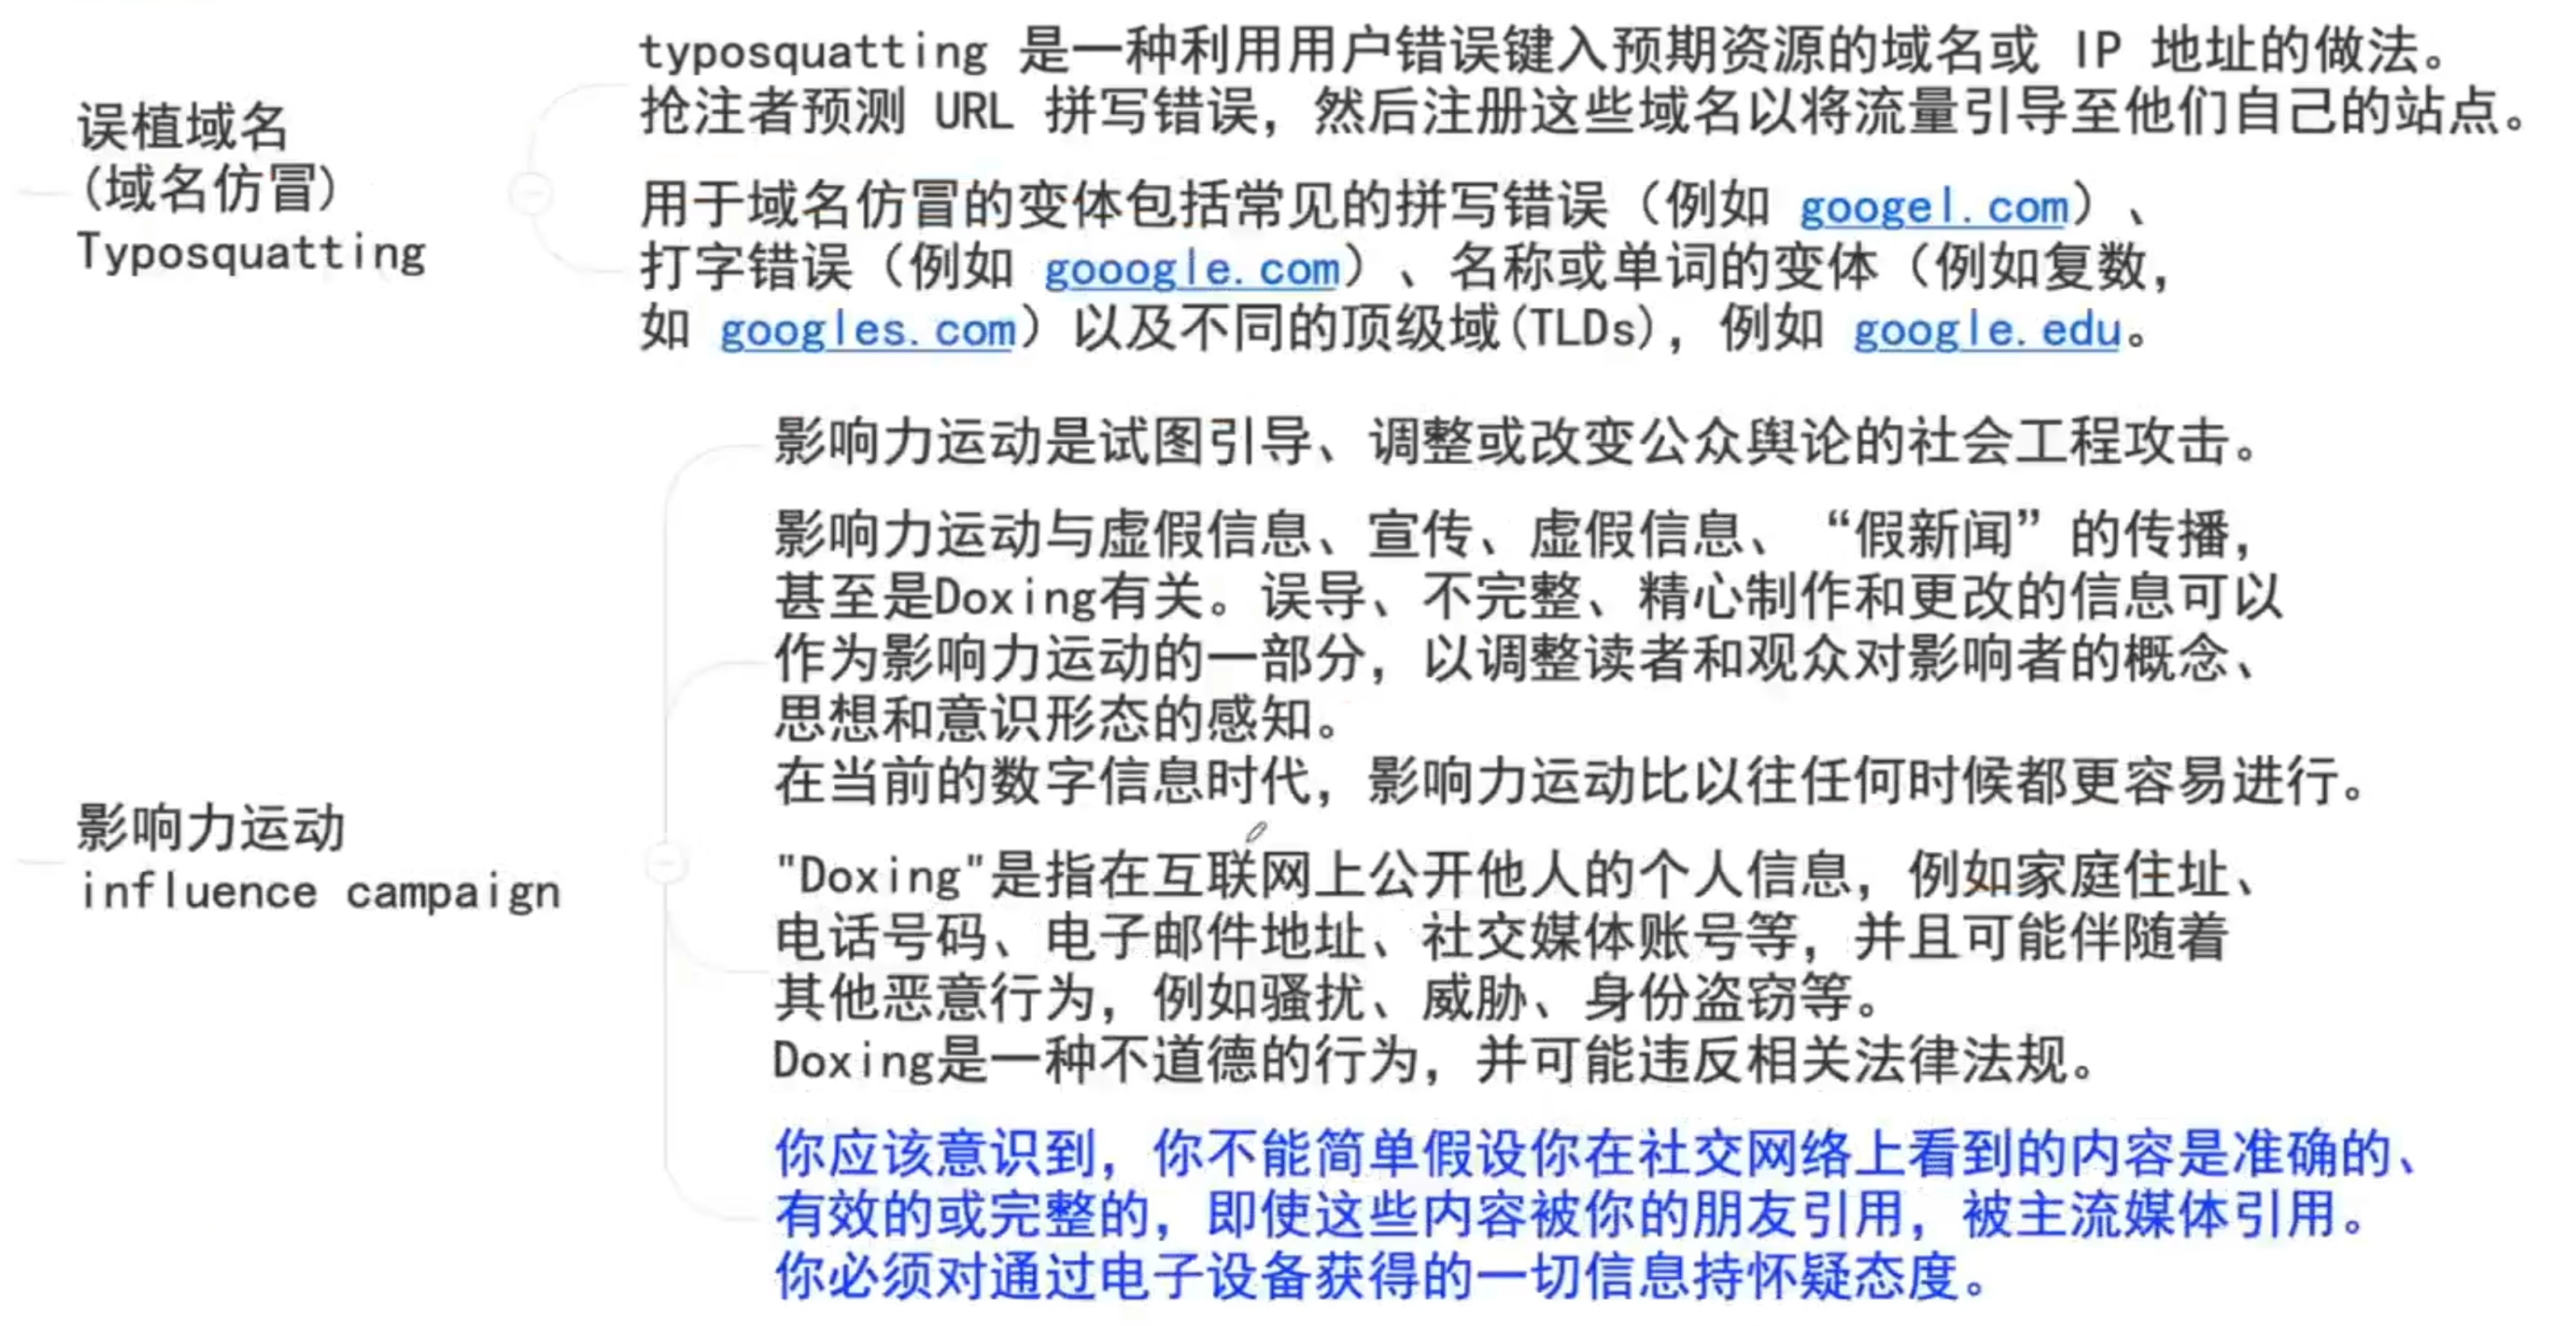 误植域名
(域名仿冒)
Typosquatting
typosquatting 是一种利用用户错误键入预期资源的域名或 IP 地址的做法。
抢注者预测 URL 拼写错误，然后注册这些域名以将流量引导至他们自己的站点。
用于域名仿冒的变体包括常见的拼写错误（例如 googel.com）、
打字错误（例如 gooogle.com）、名称或单词的变体（例如复数，
如 googles.com）以及不同的顶级域(TLDs)，例如 google.edu。
影响力运动
influence campaign
影响力运动是试图引导、调整或改变公众舆论的社会工程攻击。
影响力运动与虚假信息、宣传、虚假信息、“假新闻”的传播，
甚至是Doxing有关。误导、不完整、精心制作和更改的信息可以
作为影响力运动的一部分，以调整读者和观众对影响者的概念、
思想和意识形态的感知。
在当前的数字信息时代，影响力运动比以往任何时候都更容易进行。
"Doxing"是指在互联网上公开他人的个人信息，例如家庭住址、
电话号码、电子邮件地址、社交媒体账号等，并且可能伴随着
其他恶意行为，例如骚扰、威胁、身份盗窃等。
Doxing是一种不道德的行为，并可能违反相关法律法规。
你应该意识到，你不能简单假设你在社交网络上看到的内容是准确的、
有效的或完整的，即使这些内容被你的朋友引用，被主流媒体引用。
你必须对通过电子设备获得的一切信息持怀疑态度。